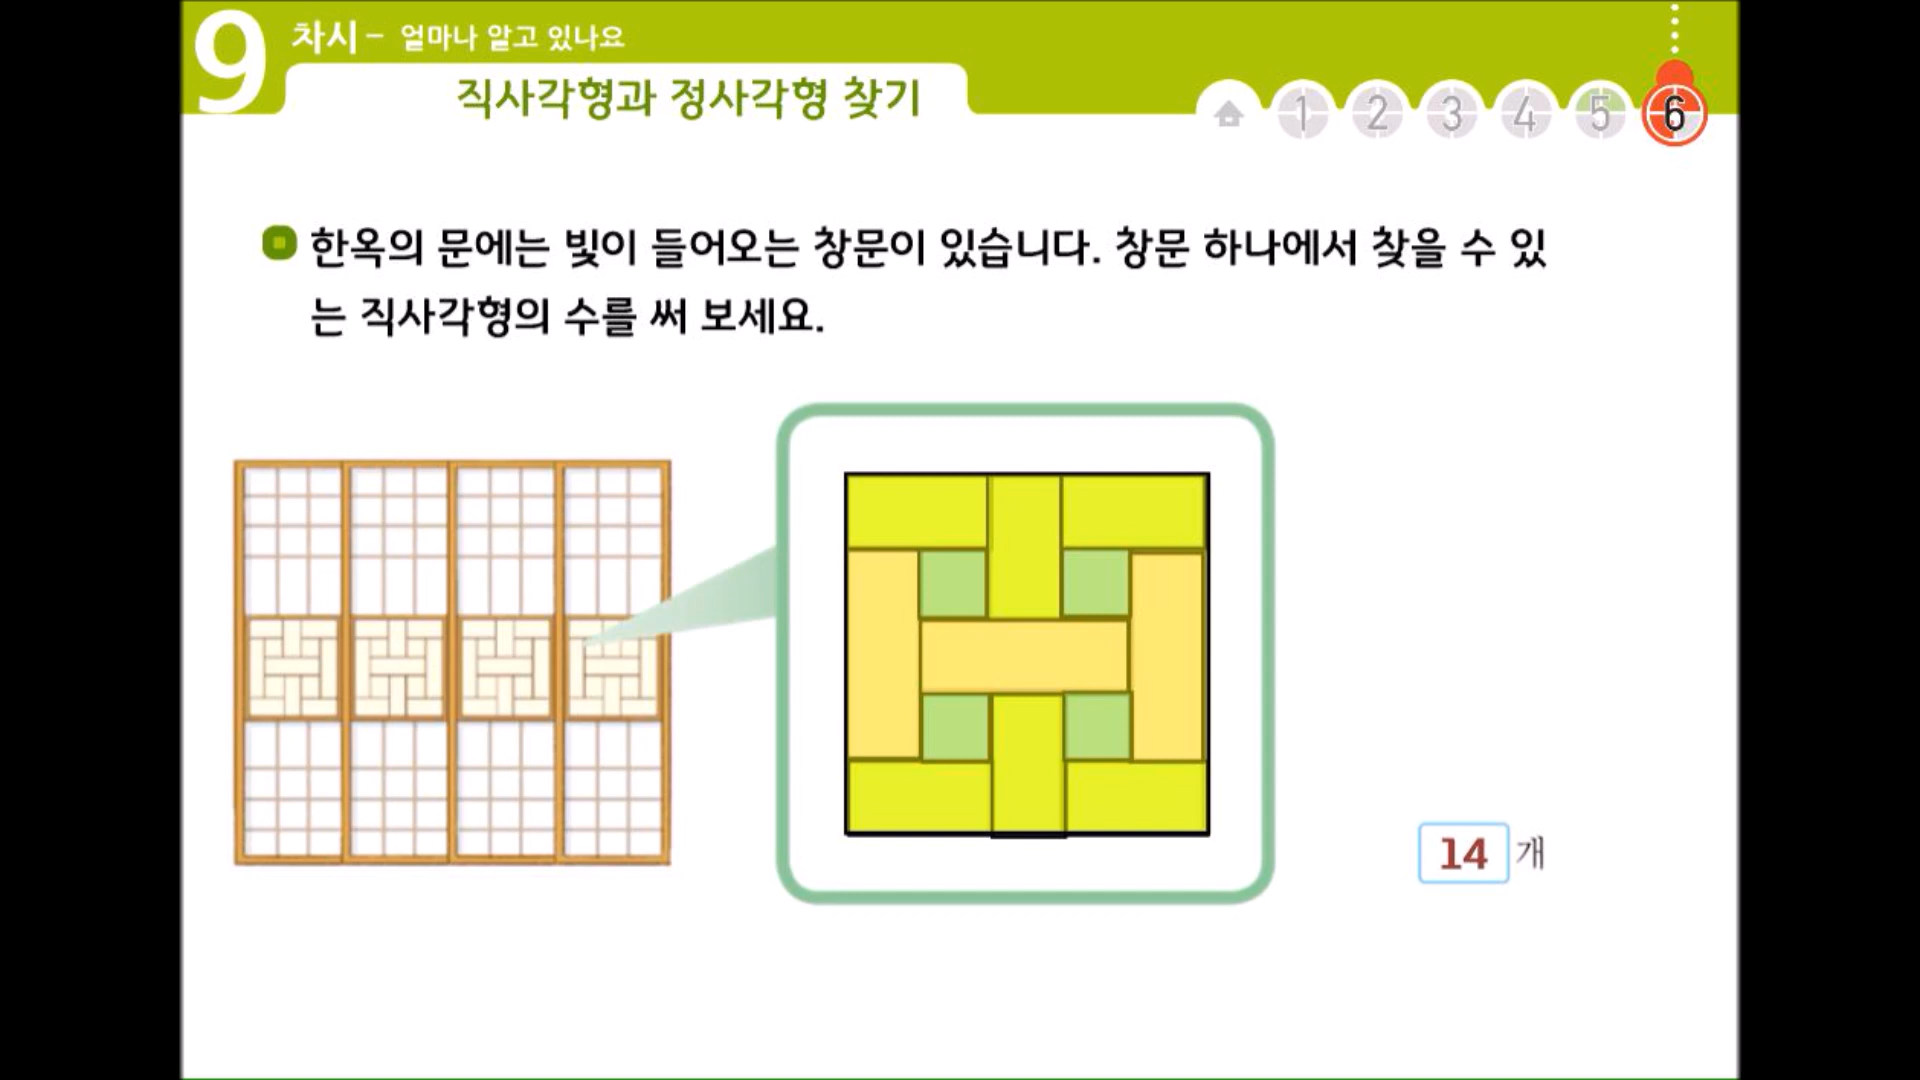 9 차시 - 얼마나 알고 있나요
직사각형과 정사각형 찾기
1 2 3 4 5 6
한옥의 문에는 빛이 들어오는 창문이 있습니다. 창문 하나에서 찾을 수 있
는 직사각형의 수를 써 보세요.
14 개